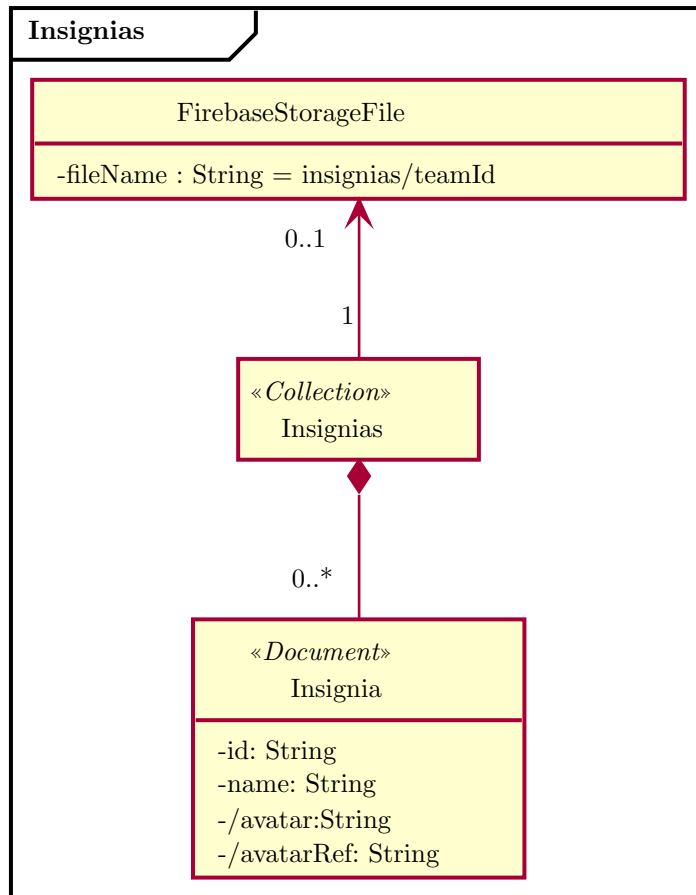 Insignias
FirebaseStorageFile
-fileName : String = insignias/teamId
0..1
1
«Collection»
Insignias
0..*
«Document»
Insignia
-id: String
-name: String
-/avatar:String
-/avatarRef: String